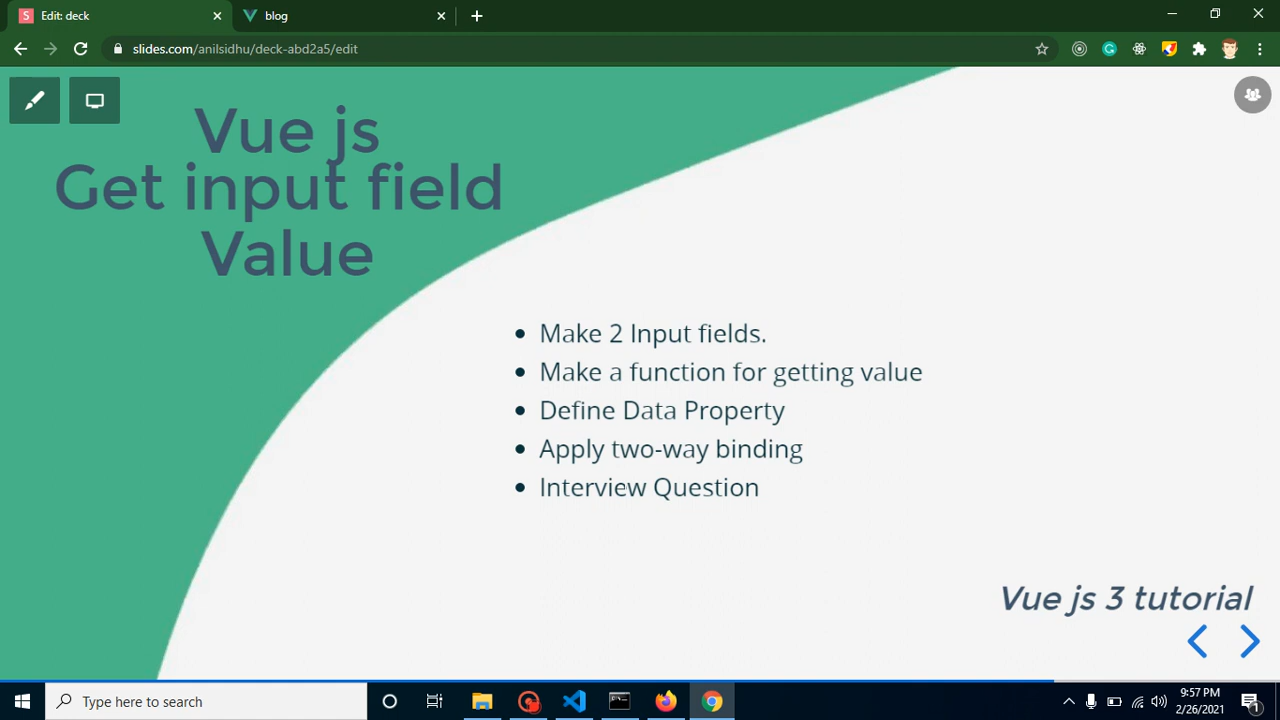 Edit: deck
blog
slides.com/anilsidhu/deck-abd2a5/edit
Vue js
Get input field
Value
Make 2 Input fields.
Make a function for getting value
Define Data Property
Apply two-way binding
Interview Question
Vue js 3 tutorial
Type here to search
9:57 PM
2/26/2021